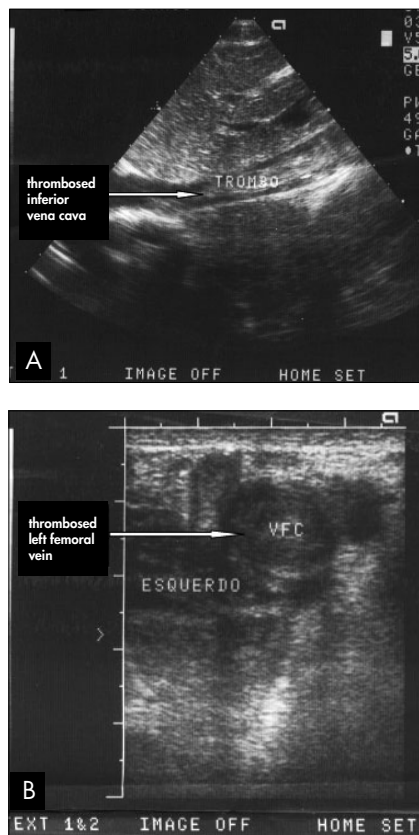 thrombosed
inferior
vena cava
TROMBO
A
1 IMAGE OFF HOME SET
thrombosed
left femoral
vein
VFC
ESQUERDO
B
EXT 1&2 IMAGE OFF HOME SET